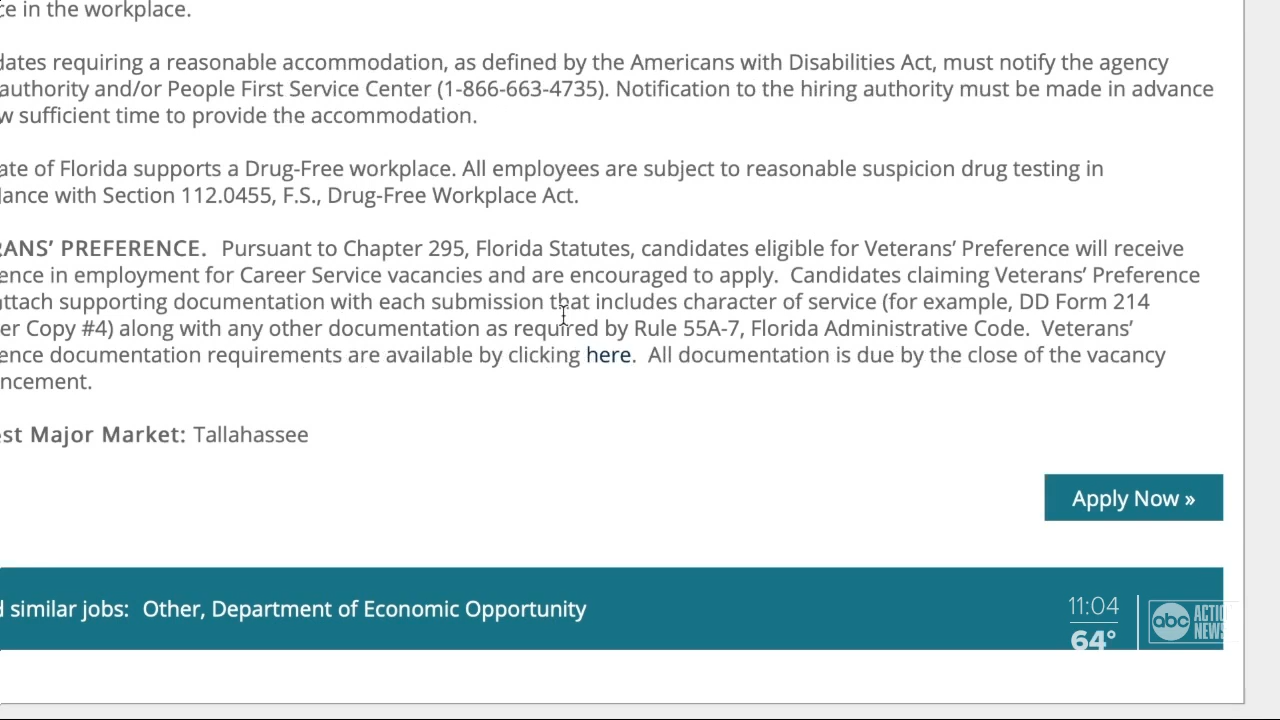 ce in the workplace.
dates requiring a reasonable accommodation, as defined by the Americans with Disabilities Act, must notify the agency
authority and/or People First Service Center (1-866-663-4735). Notification to the hiring authority must be made in advance
w sufficient time to provide the accommodation.
ate of Florida supports a Drug-Free workplace. All employees are subject to reasonable suspicion drug testing in
dance with Section 112.0455, F.S., Drug-Free Workplace Act.
RANS’ PREFERENCE. Pursuant to Chapter 295, Florida Statutes, candidates eligible for Veterans’ Preference will receive
ence in employment for Career Service vacancies and are encouraged to apply. Candidates claiming Veterans’ Preference
attach supporting documentation with each submission that includes character of service (for example, DD Form 214
er Copy #4) along with any other documentation as required by Rule 55A-7, Florida Administrative Code. Veterans’
ence documentation requirements are available by clicking here. All documentation is due by the close of the vacancy
ncement.
est Major Market: Tallahassee
Apply Now »
d similar jobs: Other, Department of Economic Opportunity
11:04
64°
abc ACTION NEWS